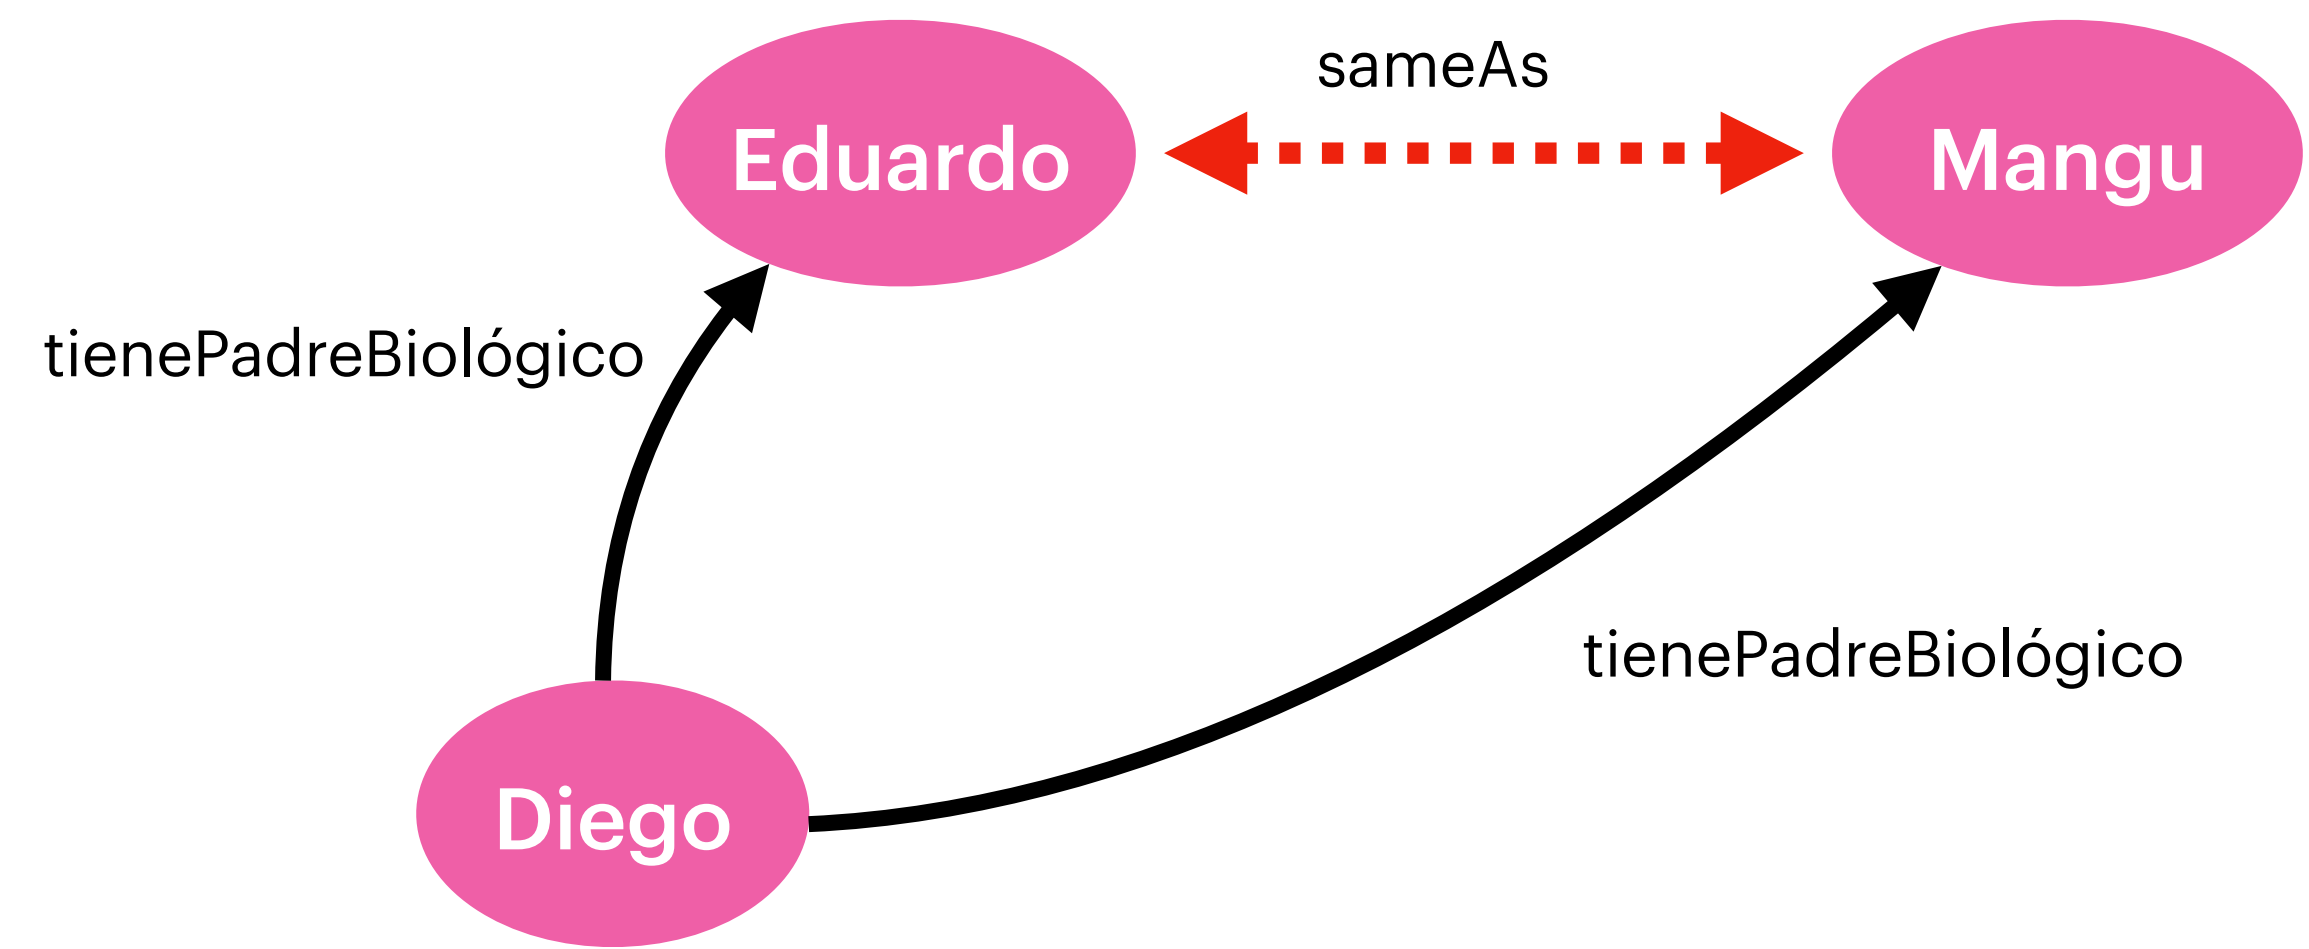 sameAs
Eduardo
Mangu
tienePadreBiológico
tienePadreBiológico
Diego